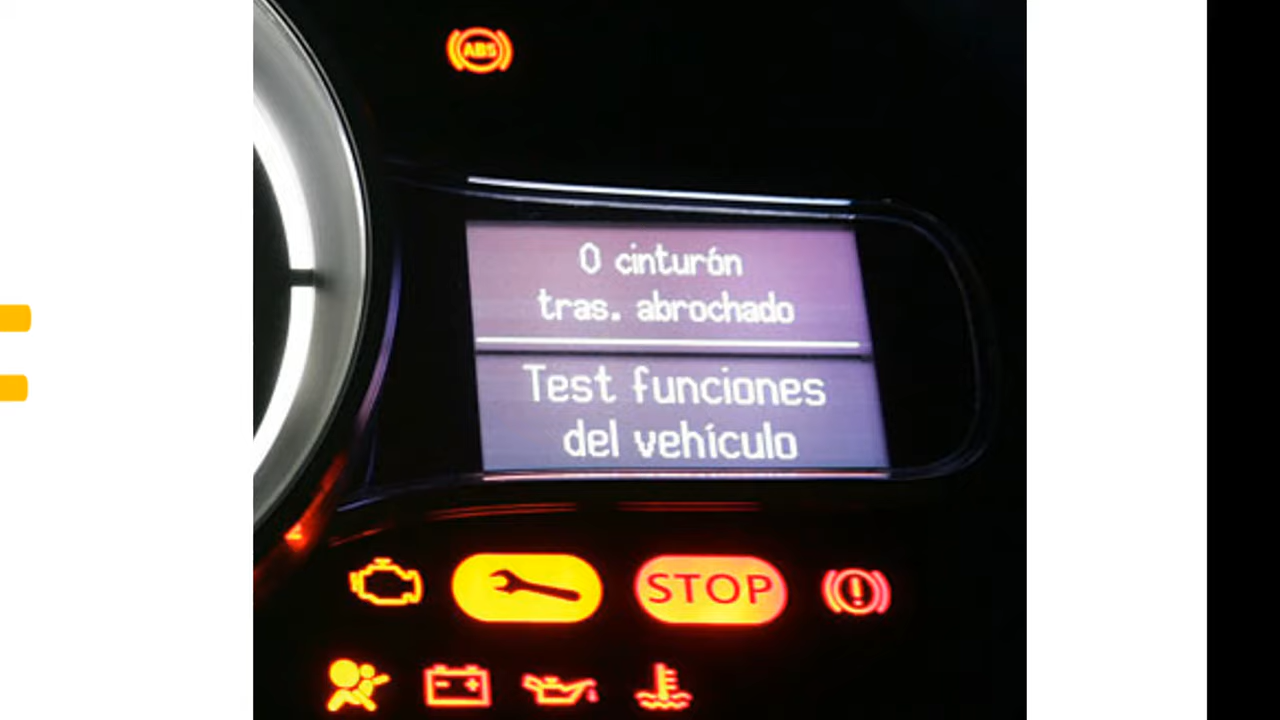 ABS
0 cinturón
tras. abrochado
Test funciones
del vehículo
STOP